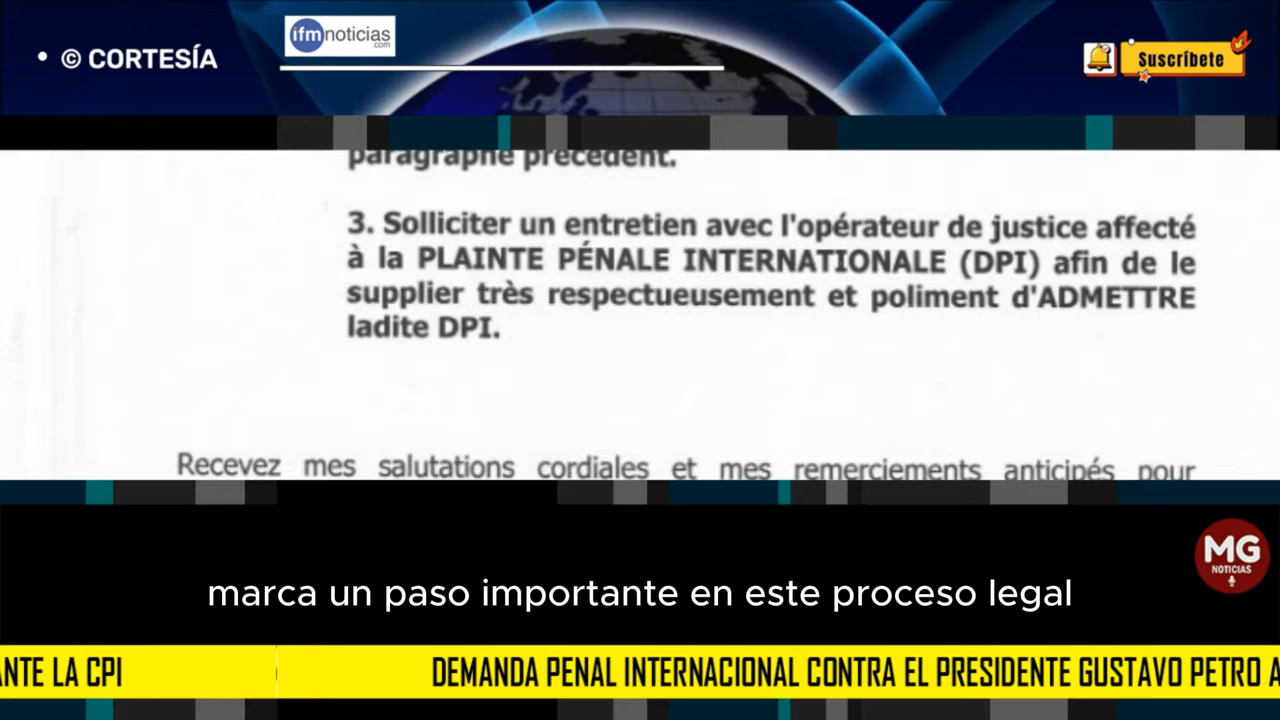 • © CORTESÍA
ifmnoticias
.com
Suscríbete
paragraphe précédent.
3. Solliciter un entretien avec l'opérateur de justice affecté
à la PLAINTE PÉNALE INTERNATIONALE (DPI) afin de le
supplier très respectueusement et poliment d'ADMETTRE
ladite DPI.
Recevez mes salutations cordiales et mes remerciements anticipés pour
MG
NOTICIAS
marca un paso importante en este proceso legal
ANTE LA CPI
DEMANDA PENAL INTERNACIONAL CONTRA EL PRESIDENTE GUSTAVO PETRO A